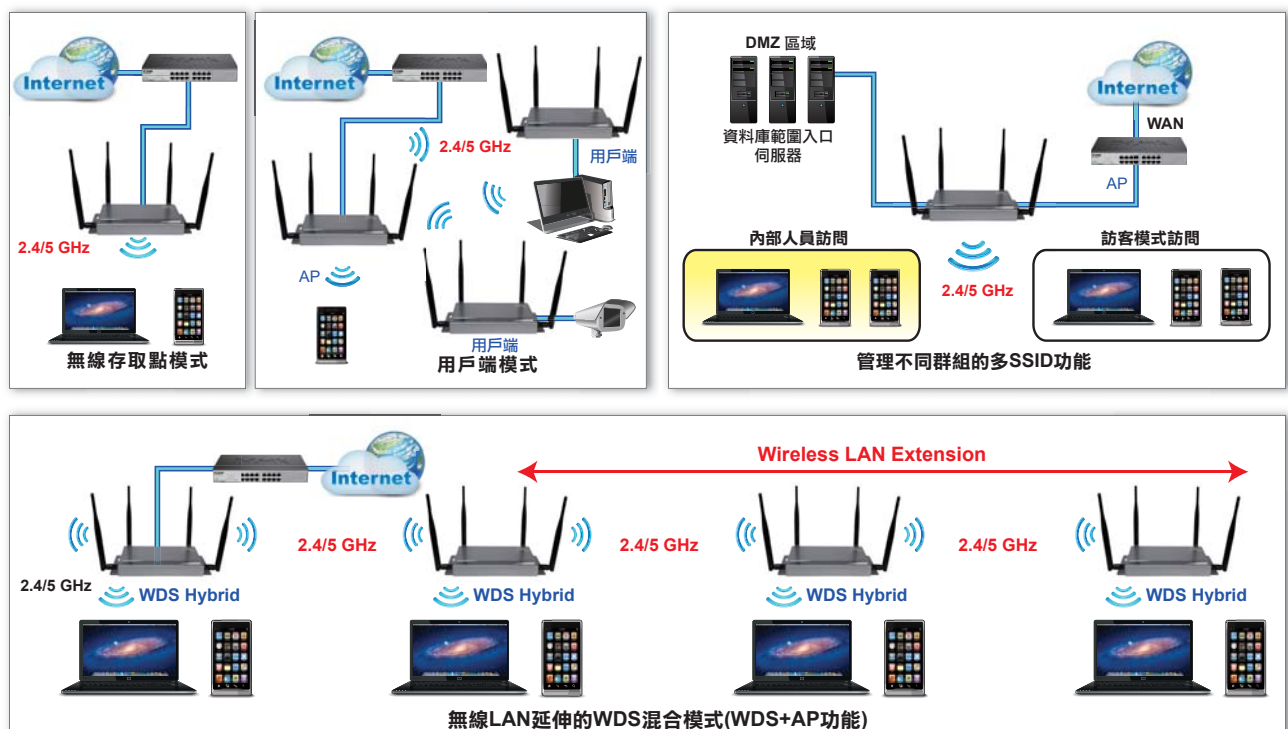 Internet
2.4/5 GHz
無線存取點模式
Internet
2.4/5 GHz
用戶端
AP
用戶端
用戶端模式
DMZ 區域
資料庫範圍入口
伺服器
Internet
WAN
AP
內部人員訪問
2.4/5 GHz
訪客模式訪問
管理不同群組的多SSID功能
Internet
Wireless LAN Extension
2.4/5 GHz
2.4/5 GHz
2.4/5 GHz
2.4/5 GHz
WDS Hybrid
WDS Hybrid
WDS Hybrid
WDS Hybrid
無線LAN延伸的WDS混合模式(WDS+AP功能)